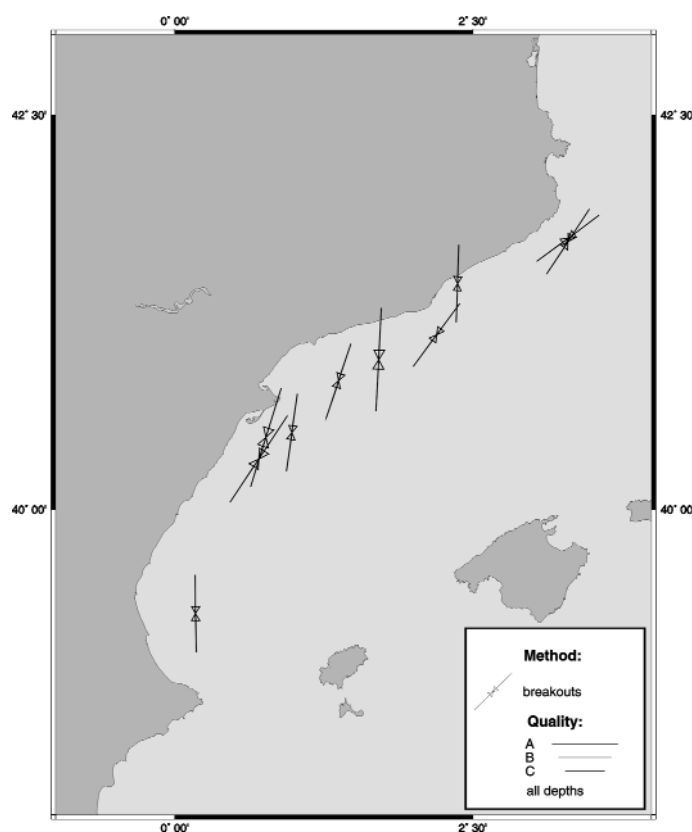 0° 00'
2° 30'
42° 30'
42° 30'
40° 00'
40° 00'
Method:
breakouts
Quality:
A
B
C
all depths
0° 00'
2° 30'